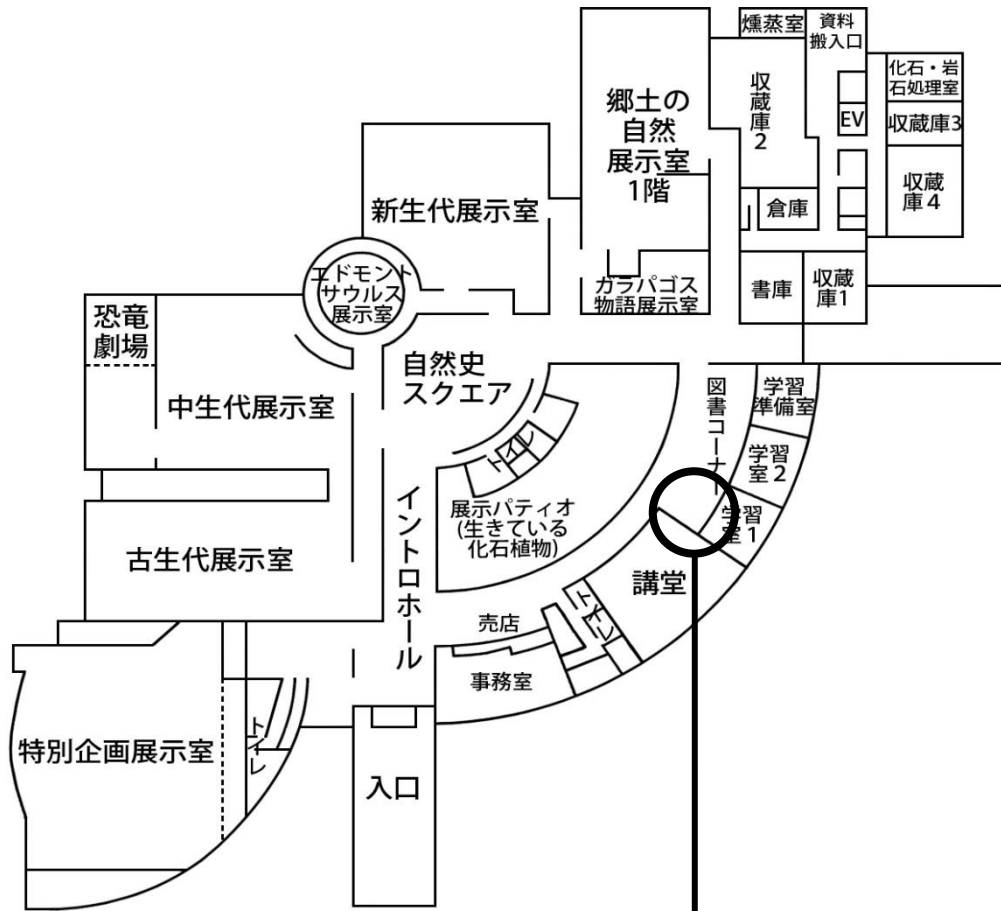 燻蒸室
資料
搬入口
化石・岩
石処理室
収蔵庫2
EV
収蔵庫3
収蔵
庫4
郷土の
自然
展示室
1階
倉庫
新生代展示室
エドモント
サウルス
展示室
ガラパゴス
物語展示室
書庫
収蔵
庫1
恐竜
劇場
自然史
スクエア
中生代展示室
図書コーナー
学習
準備室
学習
室2
学習
室1
トイレ
イントロホール
展示パティオ
(生きている
化石植物)
古生代展示室
講堂
売店
トイレ
事務室
特別企画展示室
トイレ
入口